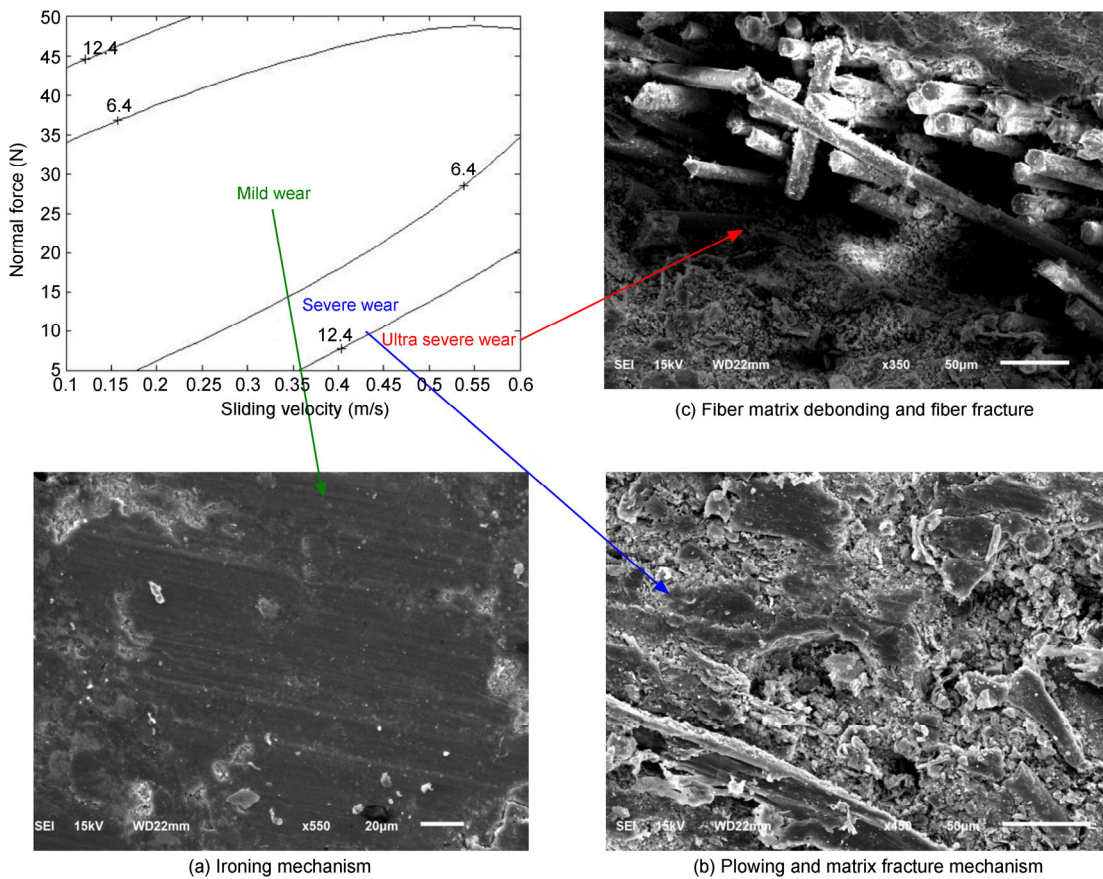 50
45
40
35
30
25
20
15
10
5
Normal force (N)
12.4
6.4
6.4
12.4
Mild wear
Severe wear
Ultra severe wear
0.1 0.15 0.2 0.25 0.3 0.35 0.4 0.45 0.5 0.55 0.6
Sliding velocity (m/s)
SEI 15kV WD22mm x350 50µm
(c) Fiber matrix debonding and fiber fracture
SEI 15kV WD22mm x550 20µm
(a) Ironing mechanism
SEI 15kV WD22mm x450 50µm
(b) Plowing and matrix fracture mechanism